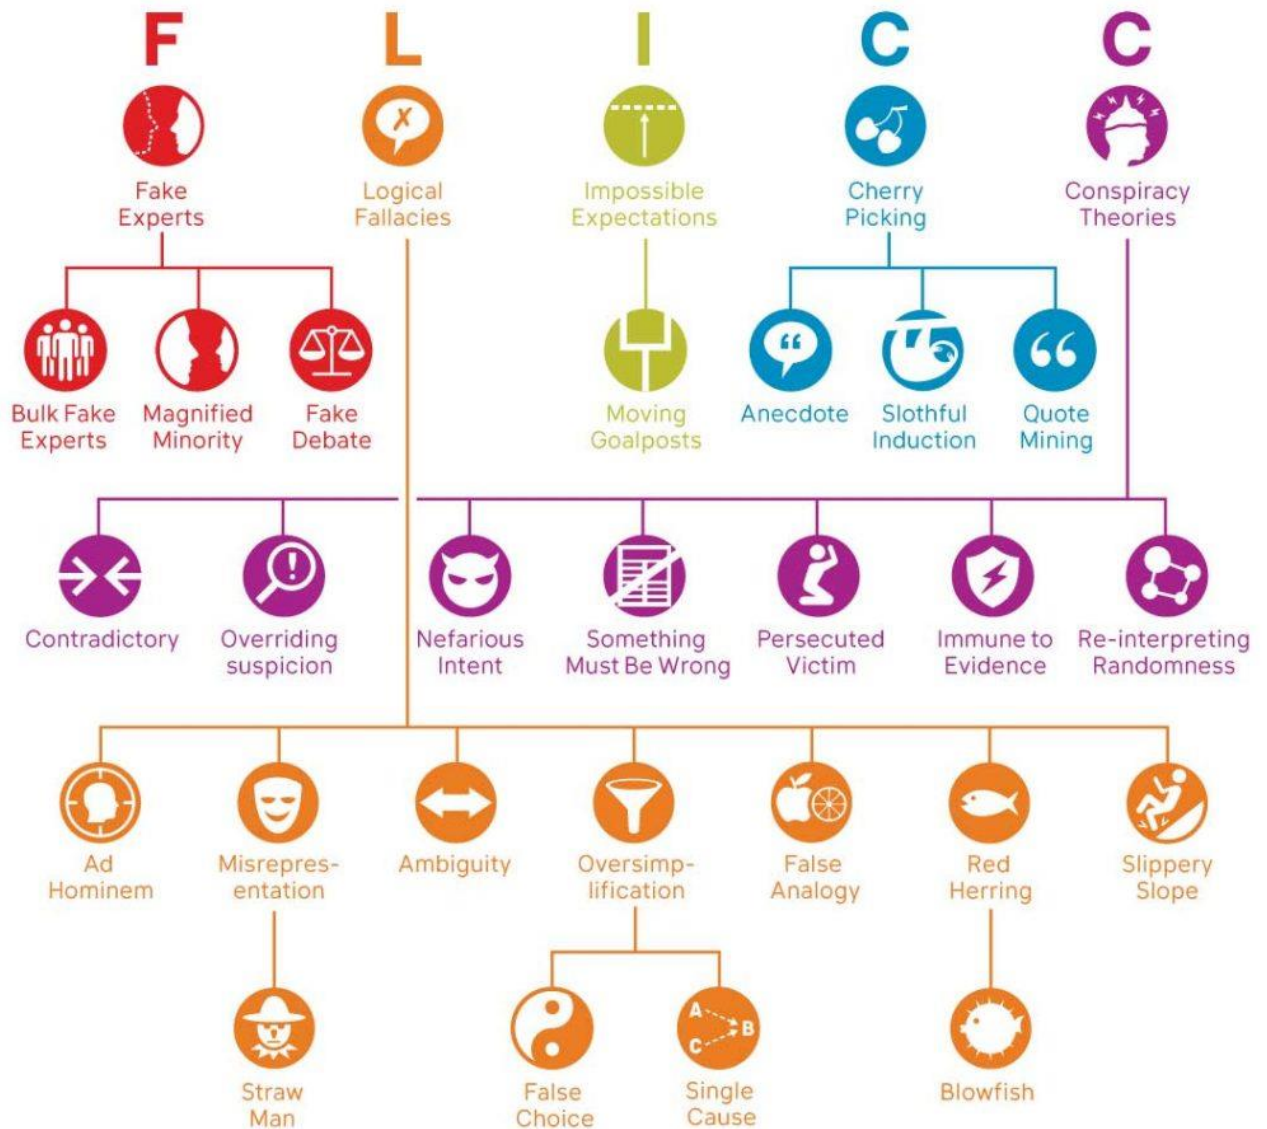 F L I C C
Fake Logical Impossible Cherry Conspiracy
Experts Fallacies Expectations Picking Theories
Bulk Fake Magnified Fake Moving Anecdote Slothful Quote
Experts Minority Debate Goalposts Induction Mining
Contradictory Overriding Nefarious Something Persecuted Immune to Re-interpreting
suspicion Intent Must Be Wrong Victim Evidence Randomness
Ad Misrepres- Ambiguity Oversimp- False Red Slippery
Hominem entation lification Analogy Herring Slope
A B C
Straw False Single Blowfish
Man Choice Cause